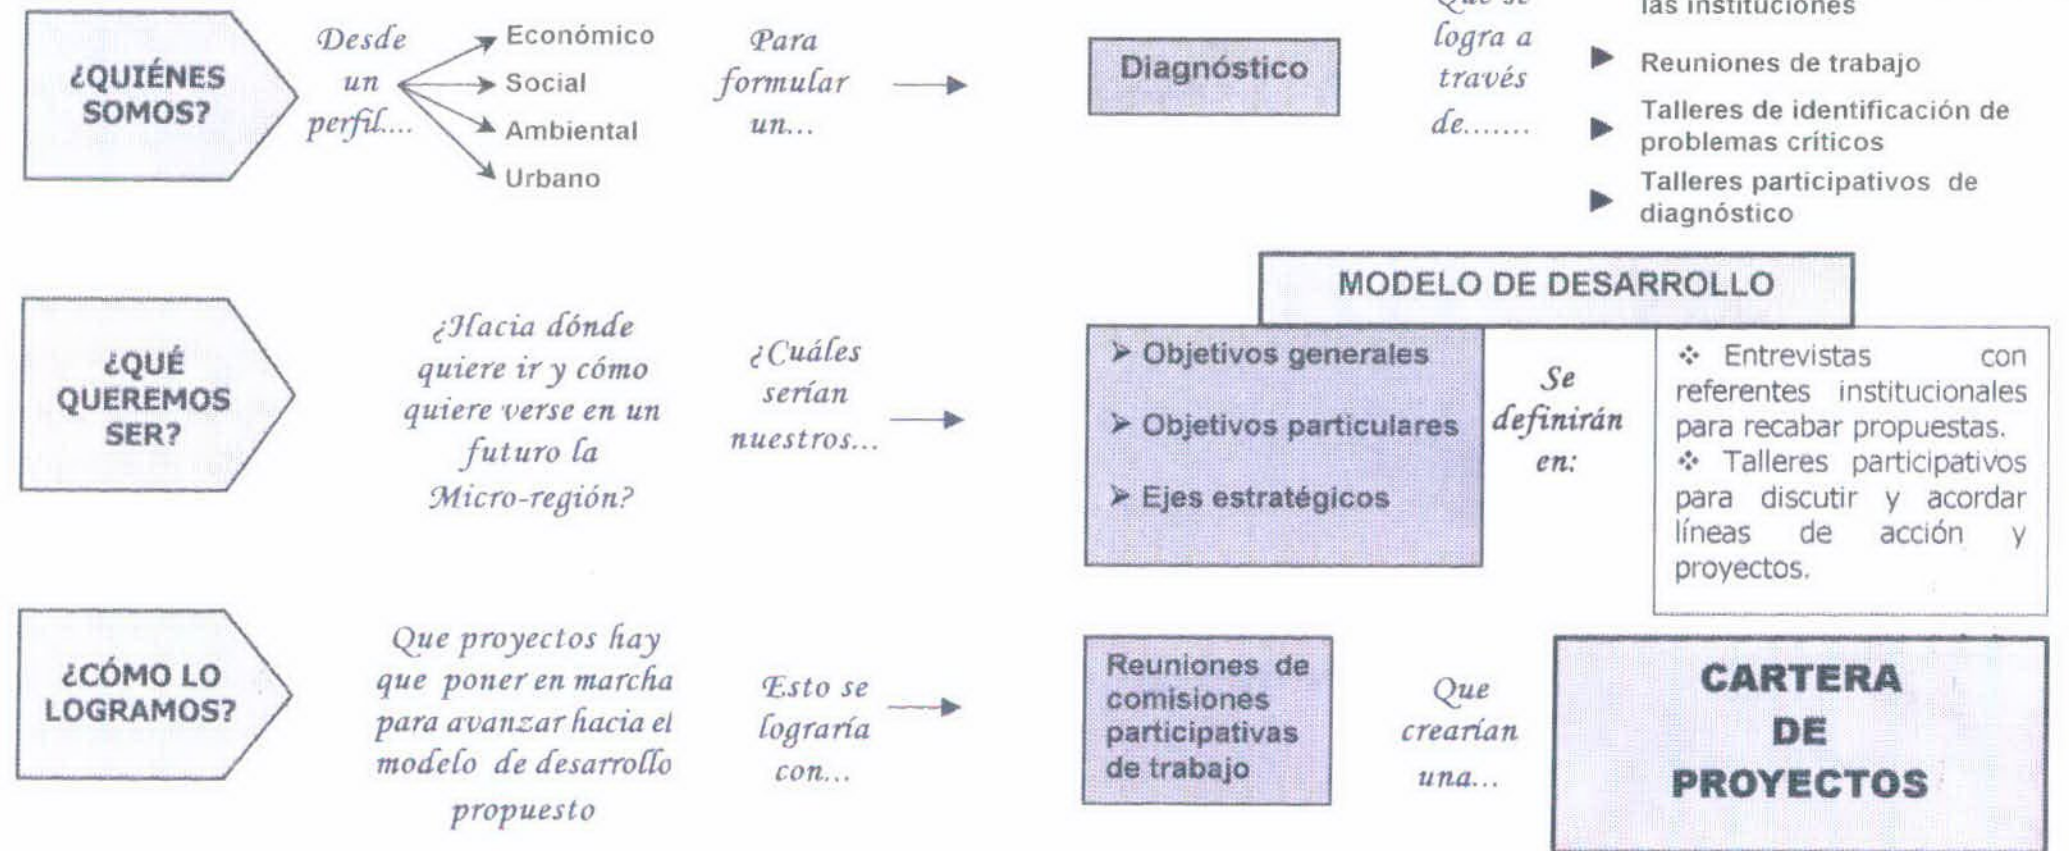 ¿QUIÉNES
SOMOS?
Desde
un
perfil....
Económico
Social
Ambiental
Urbano
Para
formular
un...
Diagnóstico
Que se
logra a
través
de.......
las instituciones
Reuniones de trabajo
Talleres de identificación de
problemas críticos
Talleres participativos de
diagnóstico
¿QUÉ
QUEREMOS
SER?
¿Hacia dónde
quiere ir y cómo
quiere verse en un
futuro la
Micro-región?
¿Cuáles
serían
nuestros...
MODELO DE DESARROLLO
Objetivos generales
Objetivos particulares
Ejes estratégicos
Se
definirán
en:
Entrevistas con
referentes institucionales
para recabar propuestas.
Talleres participativos
para discutir y acordar
líneas de acción y
proyectos.
¿CÓMO LO
LOGRAMOS?
Que proyectos hay
que poner en marcha
para avanzar hacia el
modelo de desarrollo
propuesto
Esto se
lograría
con...
Reuniones de
comisiones
participativas
de trabajo
Que
crearían
una...
CARTERA
DE
PROYECTOS